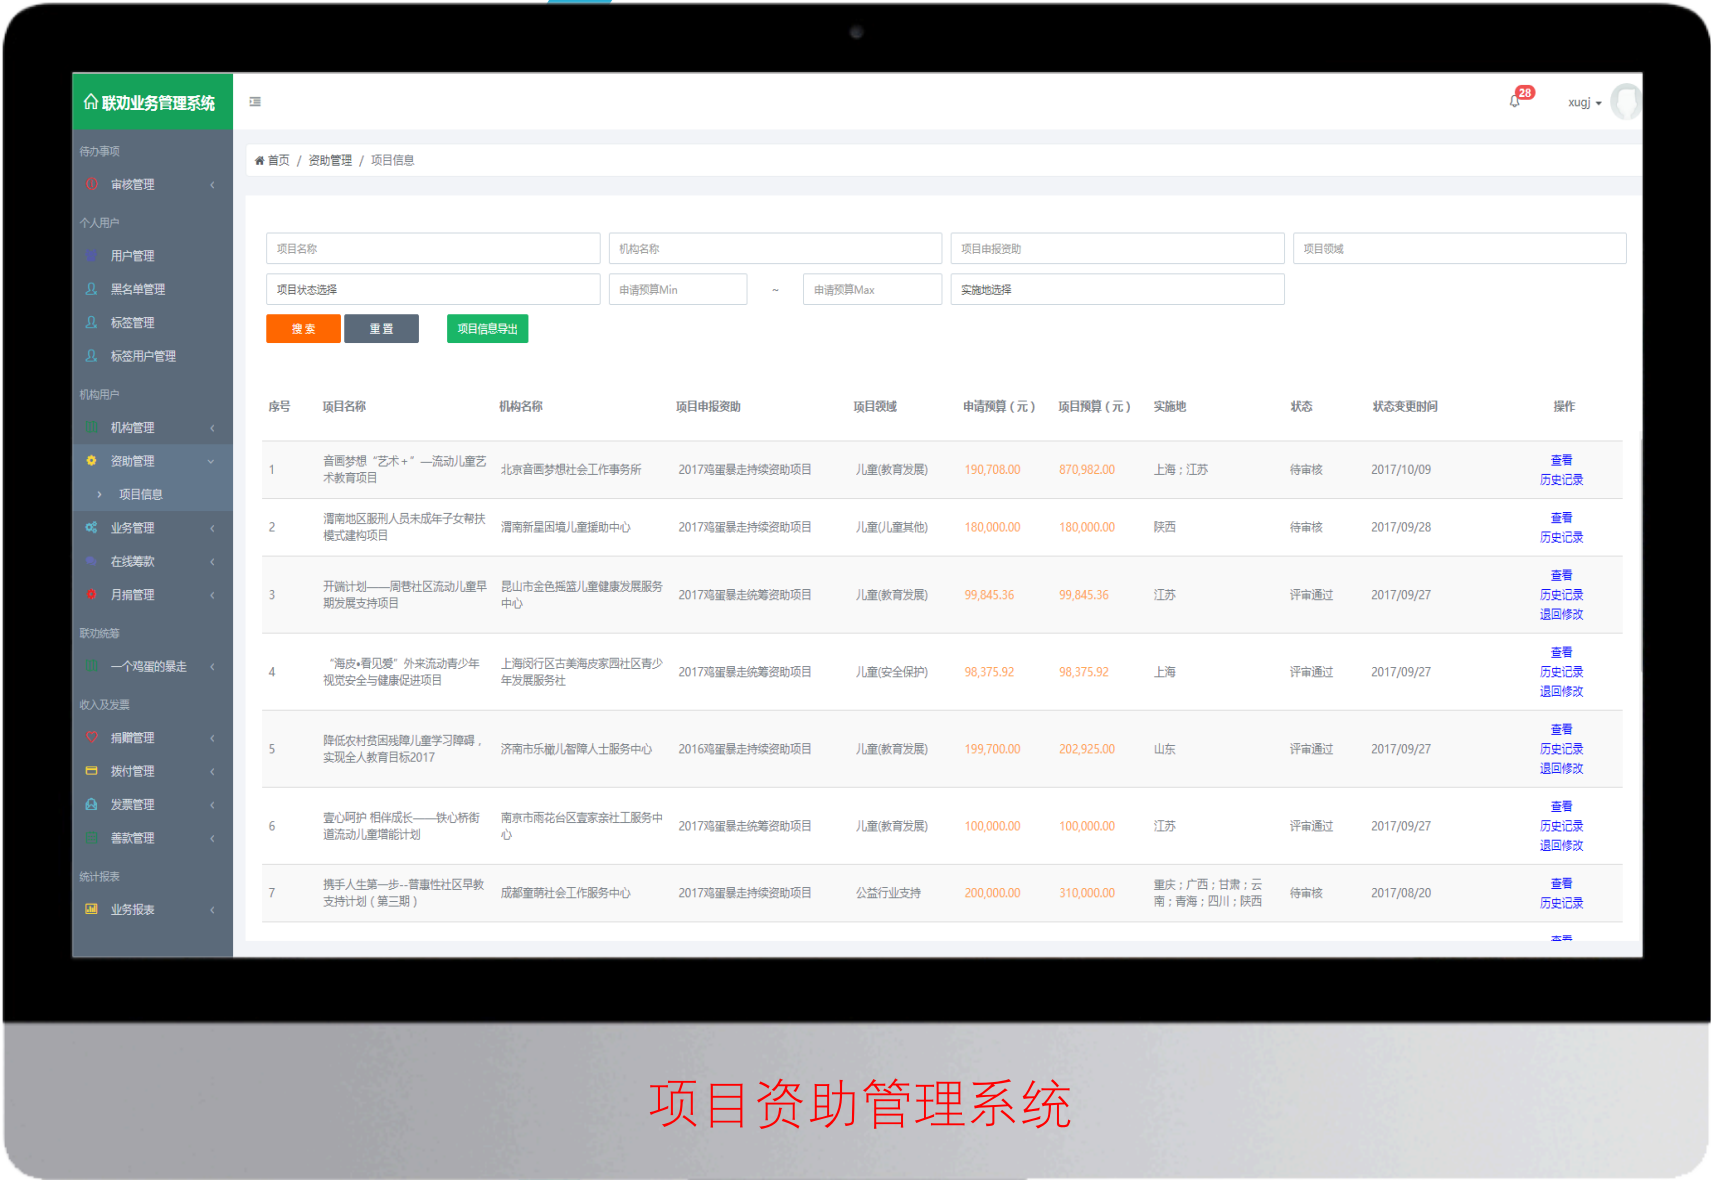 联劝业务管理系统
28
xugj
待办事项
审核管理
个人用户
用户管理
黑名单管理
标签管理
标签用户管理
机构用户
机构管理
资助管理
项目信息
业务管理
在线筹款
月捐管理
联劝统筹
一个鸡蛋的暴走
收入及发票
捐赠管理
拨付管理
发票管理
善款管理
统计报表
业务报表
首页 / 资助管理 / 项目信息
项目名称 机构名称 项目申报资助 项目领域
项目状态选择 申请预算Min ~ 申请预算Max 实施地选择
搜 索 重 置 项目信息导出
序号 项目名称 机构名称 项目申报资助 项目领域 申请预算（元） 项目预算（元） 实施地 状态 状态变更时间 操作
1 音画梦想“艺术＋”—流动儿童艺术教育项目 北京音画梦想社会工作事务所 2017鸡蛋暴走持续资助项目 儿童(教育发展) 190,708.00 870,982.00 上海；江苏 待审核 2017/10/09 查看 历史记录
2 渭南地区服刑人员未成年子女帮扶模式建构项目 渭南新星困境儿童援助中心 2017鸡蛋暴走持续资助项目 儿童(儿童其他) 180,000.00 180,000.00 陕西 待审核 2017/09/28 查看 历史记录
3 开端计划——周巷社区流动儿童早期发展支持项目 昆山市金色摇篮儿童健康发展服务中心 2017鸡蛋暴走统筹资助项目 儿童(教育发展) 99,845.36 99,845.36 江苏 评审通过 2017/09/27 查看 历史记录 退回修改
4 “海皮•看见爱”外来流动青少年视觉安全与健康促进项目 上海闵行区古美海皮家园社区青少年发展服务社 2017鸡蛋暴走统筹资助项目 儿童(安全保护) 98,375.92 98,375.92 上海 评审通过 2017/09/27 查看 历史记录 退回修改
5 降低农村贫困残障儿童学习障碍，实现全人教育目标2017 济南市乐橄儿智障人士服务中心 2016鸡蛋暴走持续资助项目 儿童(教育发展) 199,700.00 202,925.00 山东 评审通过 2017/09/27 查看 历史记录 退回修改
6 壹心呵护 相伴成长——铁心桥街道流动儿童增能计划 南京市雨花台区壹家亲社工服务中心 2017鸡蛋暴走统筹资助项目 儿童(教育发展) 100,000.00 100,000.00 江苏 评审通过 2017/09/27 查看 历史记录 退回修改
7 携手人生第一步--普惠性社区早教支持计划（第三期） 成都童萌社会工作服务中心 2017鸡蛋暴走持续资助项目 公益行业支持 200,000.00 310,000.00 重庆；广西；甘肃；云南；青海；四川；陕西 待审核 2017/08/20 查看 历史记录
查看
项目资助管理系统